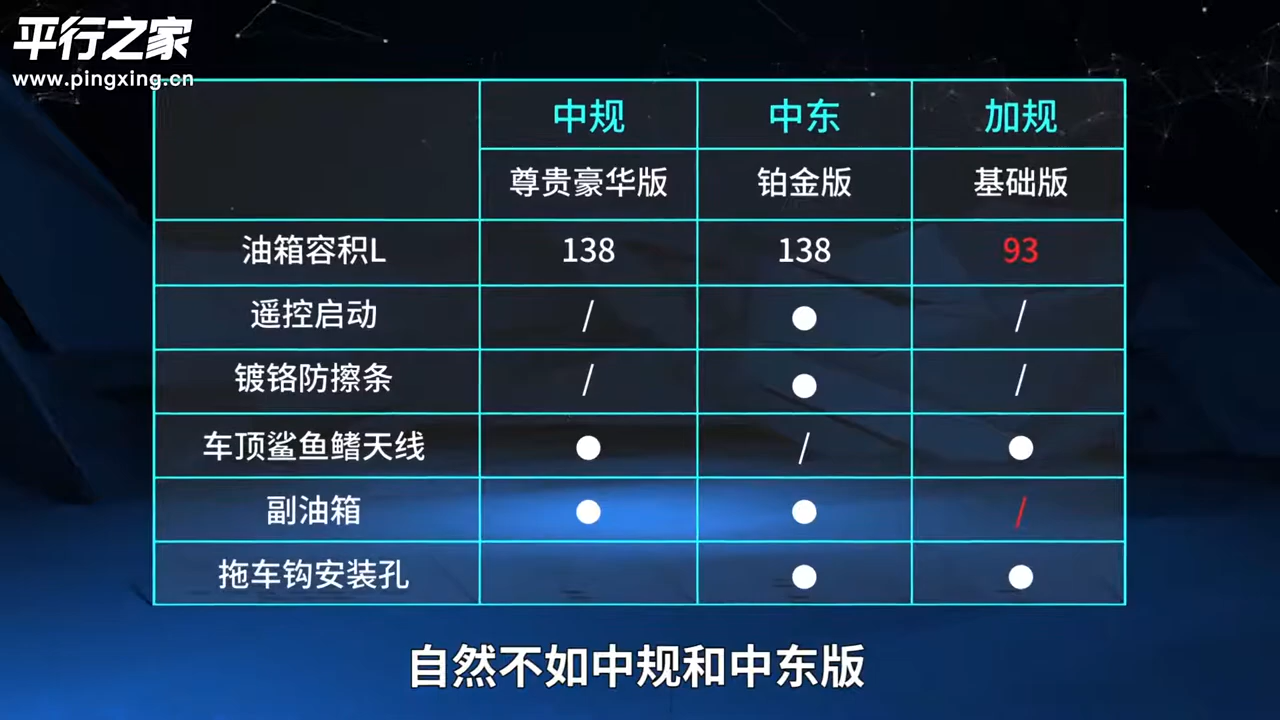 平行之家
www.pingxing.cn
中规 中东 加规
尊贵豪华版 铂金版 基础版
油箱容积L 138 138 93
遥控启动 / ● /
镀铬防擦条 / ● /
车顶鲨鱼鳍天线 ● / ●
副油箱 ● ● /
拖车钩安装孔 ● ●
自然不如中规和中东版